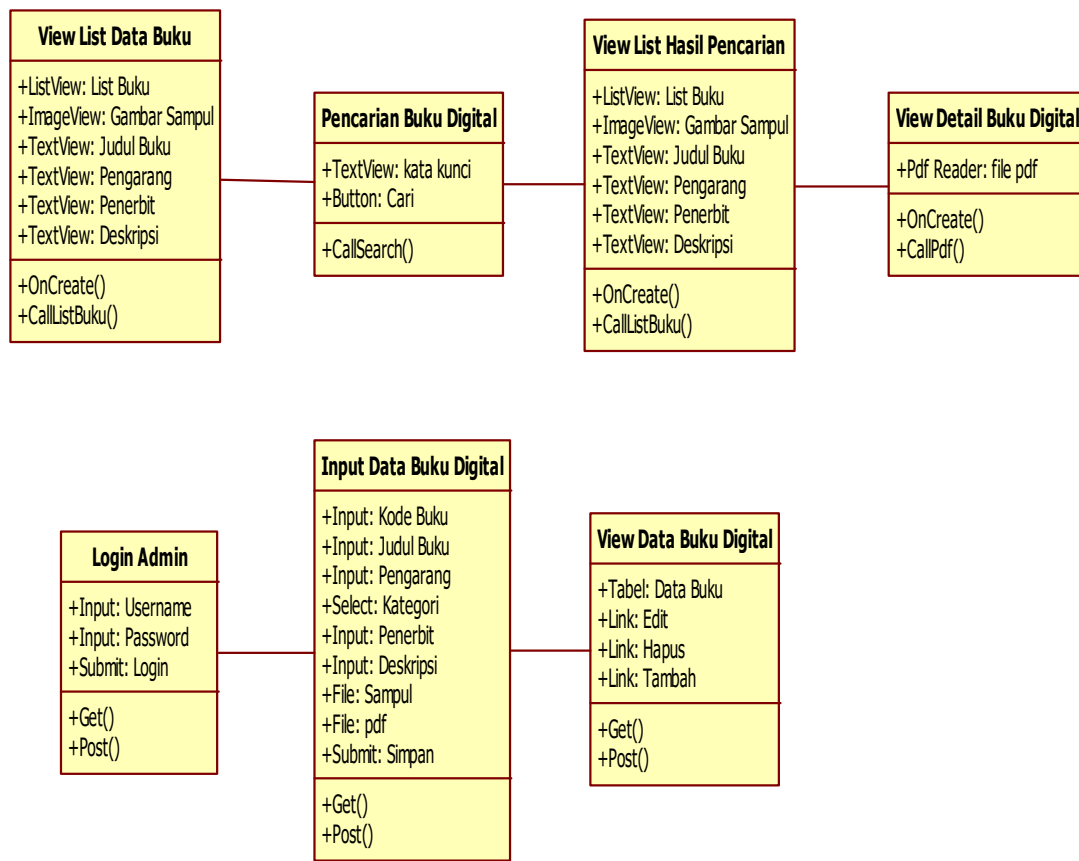 View List Data Buku
+ListView: List Buku
+ImageView: Gambar Sampul
+TextView: Judul Buku
+TextView: Pengarang
+TextView: Penerbit
+TextView: Deskripsi
+OnCreate()
+CallListBuku()
Pencarian Buku Digital
+TextView: kata kunci
+Button: Cari
+CallSearch()
View List Hasil Pencarian
+ListView: List Buku
+ImageView: Gambar Sampul
+TextView: Judul Buku
+TextView: Pengarang
+TextView: Penerbit
+TextView: Deskripsi
+OnCreate()
+CallListBuku()
View Detail Buku Digital
+Pdf Reader: file pdf
+OnCreate()
+CallPdf()
Login Admin
+Input: Username
+Input: Password
+Submit: Login
+Get()
+Post()
Input Data Buku Digital
+Input: Kode Buku
+Input: Judul Buku
+Input: Pengarang
+Select: Kategori
+Input: Penerbit
+Input: Deskripsi
+File: Sampul
+File: pdf
+Submit: Simpan
+Get()
+Post()
View Data Buku Digital
+Tabel: Data Buku
+Link: Edit
+Link: Hapus
+Link: Tambah
+Get()
+Post()